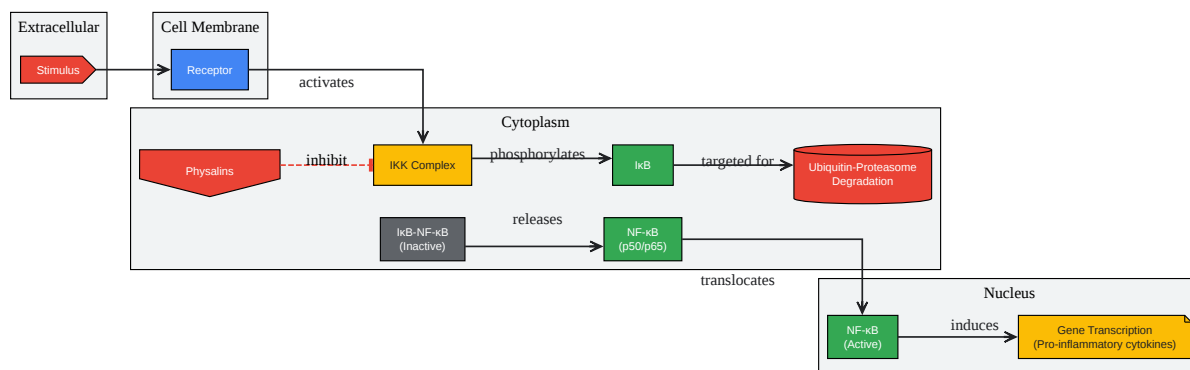 Extracellular
Cell Membrane
Stimulus
Receptor
activates
Cytoplasm
Physalins
inhibit
IKK Complex
phosphorylates
IκB
targeted for
Ubiquitin-Proteasome
Degradation
IκB-NF-κB
(Inactive)
releases
NF-κB
(p50/p65)
translocates
Nucleus
NF-κB
(Active)
induces
Gene Transcription
(Pro-inflammatory cytokines)